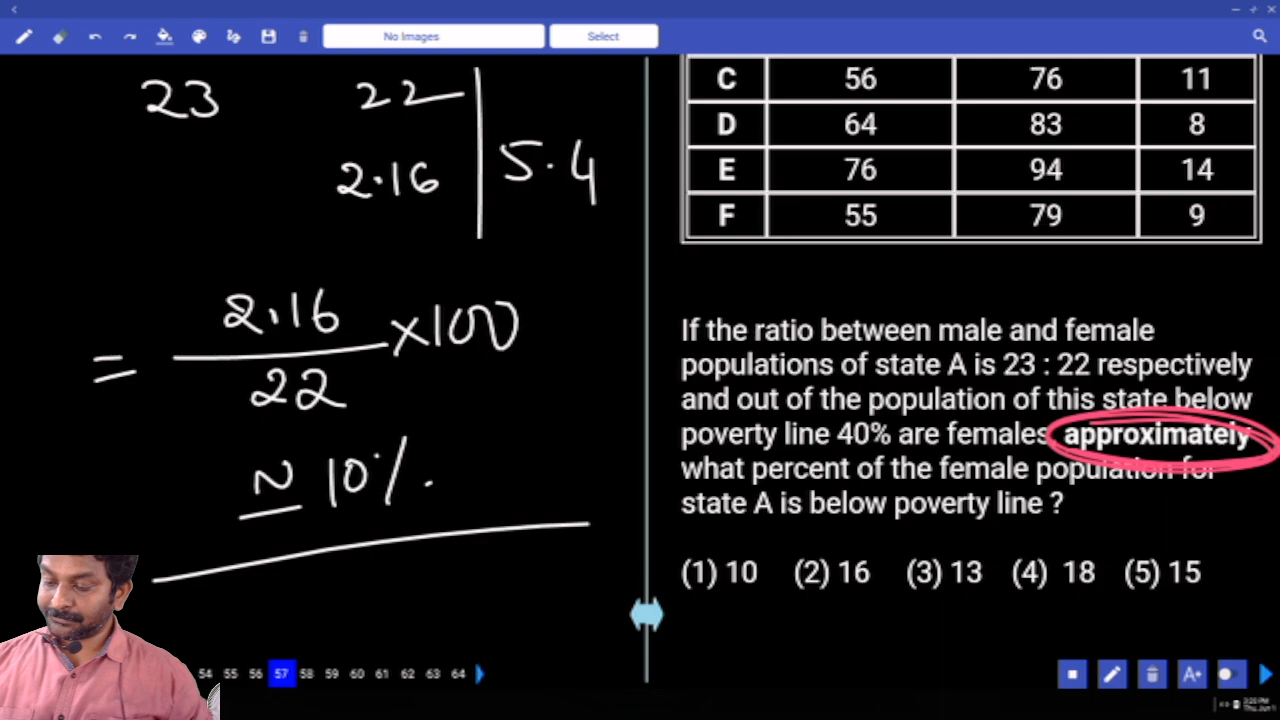 No Images Select
23 22
2.16 5.4
= 2.16 ×100
22
≃ 10%.
C 56 76 11
D 64 83 8
E 76 94 14
F 55 79 9
If the ratio between male and female
populations of state A is 23 : 22 respectively
and out of the population of this state below
poverty line 40% are females approximately
what percent of the female population for
state A is below poverty line ?
(1) 10 (2) 16 (3) 13 (4) 18 (5) 15
54 55 56 57 58 59 60 61 62 63 64
A+